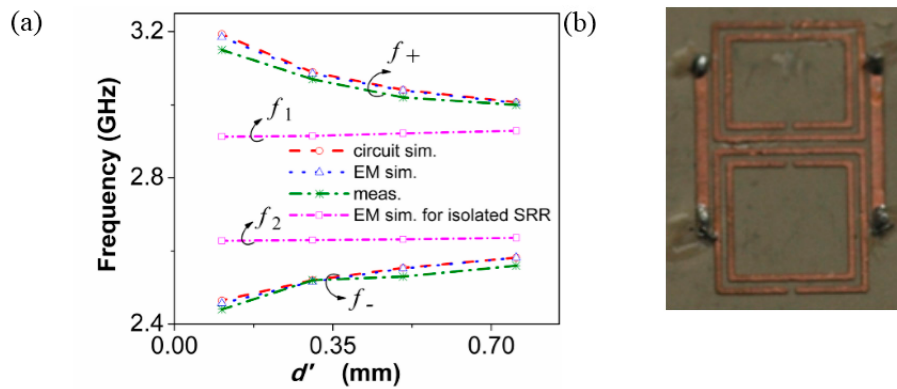 (a)
(b)
3.2
2.8
2.4
Frequency (GHz)
f+
f1
circuit sim.
EM sim.
meas.
EM sim. for isolated SRR
f2
f-
0.00
0.35
0.70
d' (mm)